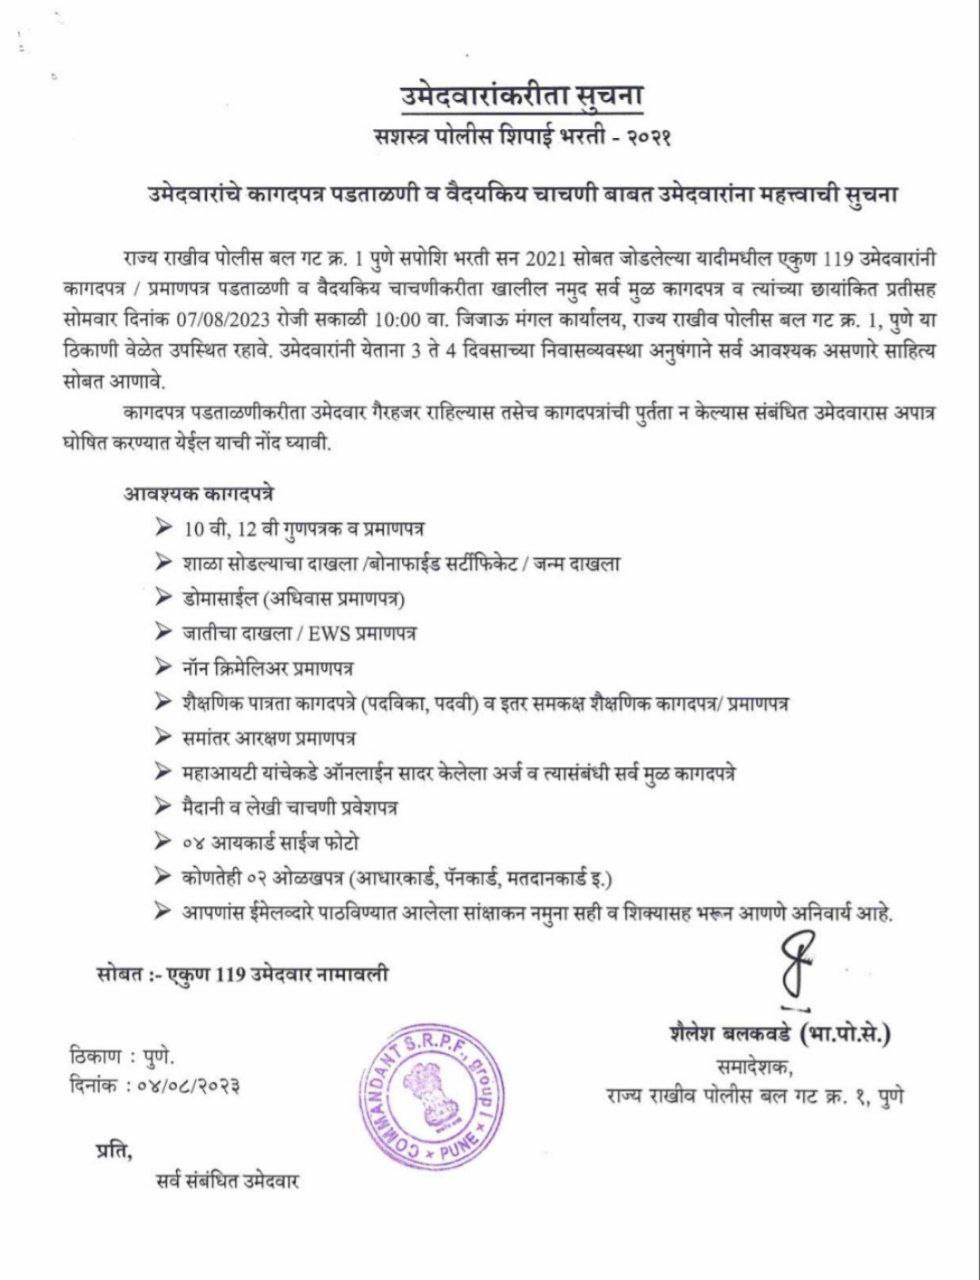 उमेदवारांकरीता सुचना
सशस्त्र पोलीस शिपाई भरती - २०२१
उमेदवारांचे कागदपत्र पडताळणी व वैदयकिय चाचणी बाबत उमेदवारांना महत्त्वाची सुचना
राज्य राखीव पोलीस बल गट क्र. 1 पुणे सपोशि भरती सन 2021 सोबत जोडलेल्या यादीमधील एकुण 119 उमेदवारांनी
कागदपत्र / प्रमाणपत्र पडताळणी व वैदयकिय चाचणीकरीता खालील नमुद सर्व मुळ कागदपत्र व त्यांच्या छायांकित प्रतीसह
सोमवार दिनांक 07/08/2023 रोजी सकाळी 10:00 वा. जिजाऊ मंगल कार्यालय, राज्य राखीव पोलीस बल गट क्र. 1, पुणे या
ठिकाणी वेळेत उपस्थित रहावे. उमेदवारांनी येताना 3 ते 4 दिवसाच्या निवासव्यवस्था अनुषंगाने सर्व आवश्यक असणारे साहित्य
सोबत आणावे.
कागदपत्र पडताळणीकरीता उमेदवार गैरहजर राहिल्यास तसेच कागदपत्रांची पुर्तता न केल्यास संबंधित उमेदवारास अपात्र
घोषित करण्यात येईल याची नोंद घ्यावी.
आवश्यक कागदपत्रे
➢ 10 वी, 12 वी गुणपत्रक व प्रमाणपत्र
➢ शाळा सोडल्याचा दाखला /बोनाफाईड सर्टीफिकेट / जन्म दाखला
➢ डोमासाईल (अधिवास प्रमाणपत्र)
➢ जातीचा दाखला / EWS प्रमाणपत्र
➢ नॉन क्रिमेलिअर प्रमाणपत्र
➢ शैक्षणिक पात्रता कागदपत्रे (पदविका, पदवी) व इतर समकक्ष शैक्षणिक कागदपत्र/ प्रमाणपत्र
➢ समांतर आरक्षण प्रमाणपत्र
➢ महाआयटी यांचेकडे ऑनलाईन सादर केलेला अर्ज व त्यासंबंधी सर्व मुळ कागदपत्रे
➢ मैदानी व लेखी चाचणी प्रवेशपत्र
➢ ०४ आयकार्ड साईज फोटो
➢ कोणतेही ०२ ओळखपत्र (आधारकार्ड, पॅनकार्ड, मतदानकार्ड इ.)
➢ आपणांस ईमेलव्दारे पाठविण्यात आलेला सांक्षाकन नमुना सही व शिक्यासह भरून आणणे अनिवार्य आहे.
सोबत :- एकुण 119 उमेदवार नामावली
शैलेश बलकवडे (भा.पो.से.)
समादेशक,
राज्य राखीव पोलीस बल गट क्र. १, पुणे
ठिकाण : पुणे.
दिनांक : ०४/०८/२०२३
COMMANDANT S.R.P.F., group I × PUNE ×
प्रति,
सर्व संबंधित उमेदवार